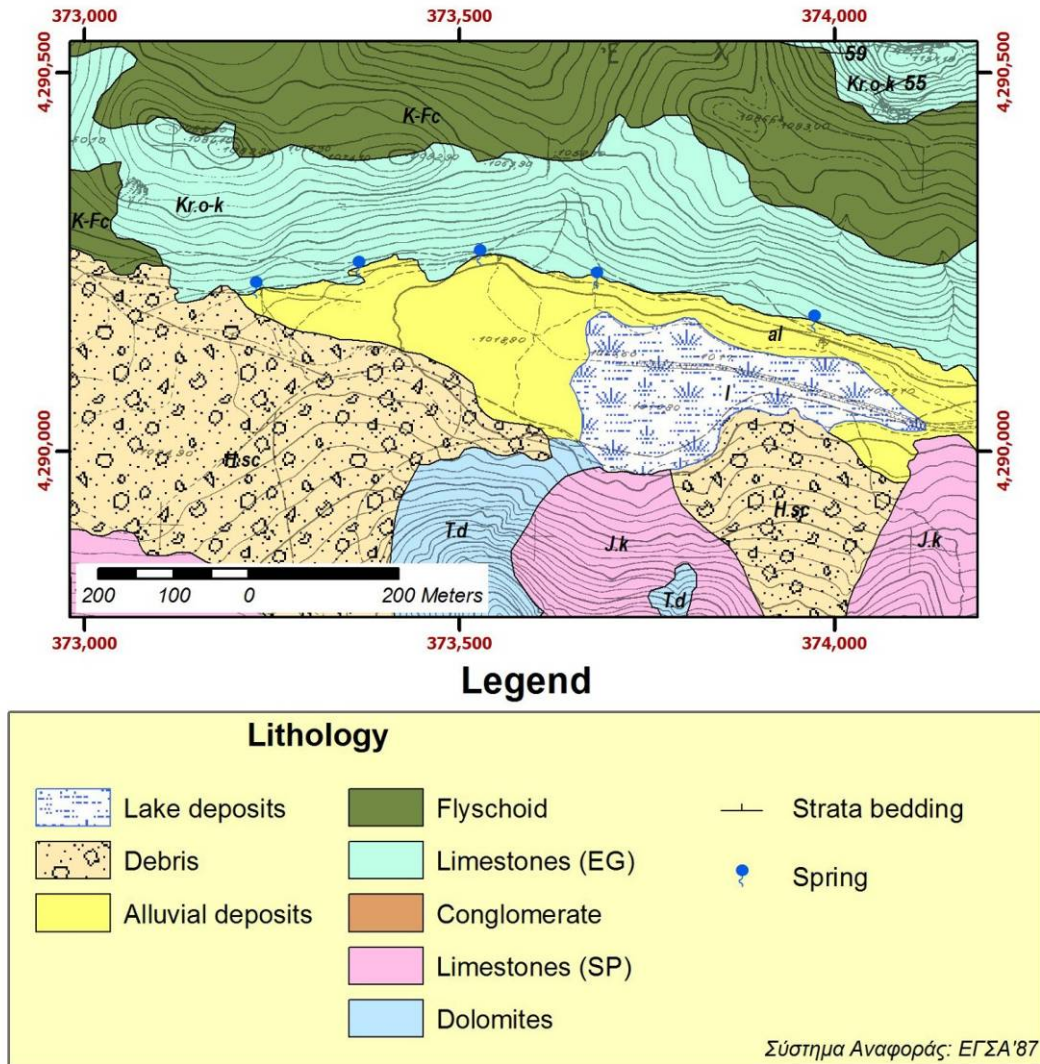 373,000 373,500 374,000
4,290,500 4,290,500
59
Kr.o-k 55
K-Fc
K-Fc
Kr.o-k
al
l
4,290,000 4,290,000
H.sc
H.sc
T.d
J.k
J.k
T.d
200 100 0 200 Meters
373,000 373,500 374,000
Legend
Lithology
Lake deposits
Debris
Alluvial deposits
Flyschoid
Limestones (EG)
Conglomerate
Limestones (SP)
Dolomites
Strata bedding
Spring
Σύστημα Αναφοράς: ΕΓΣΑ'87